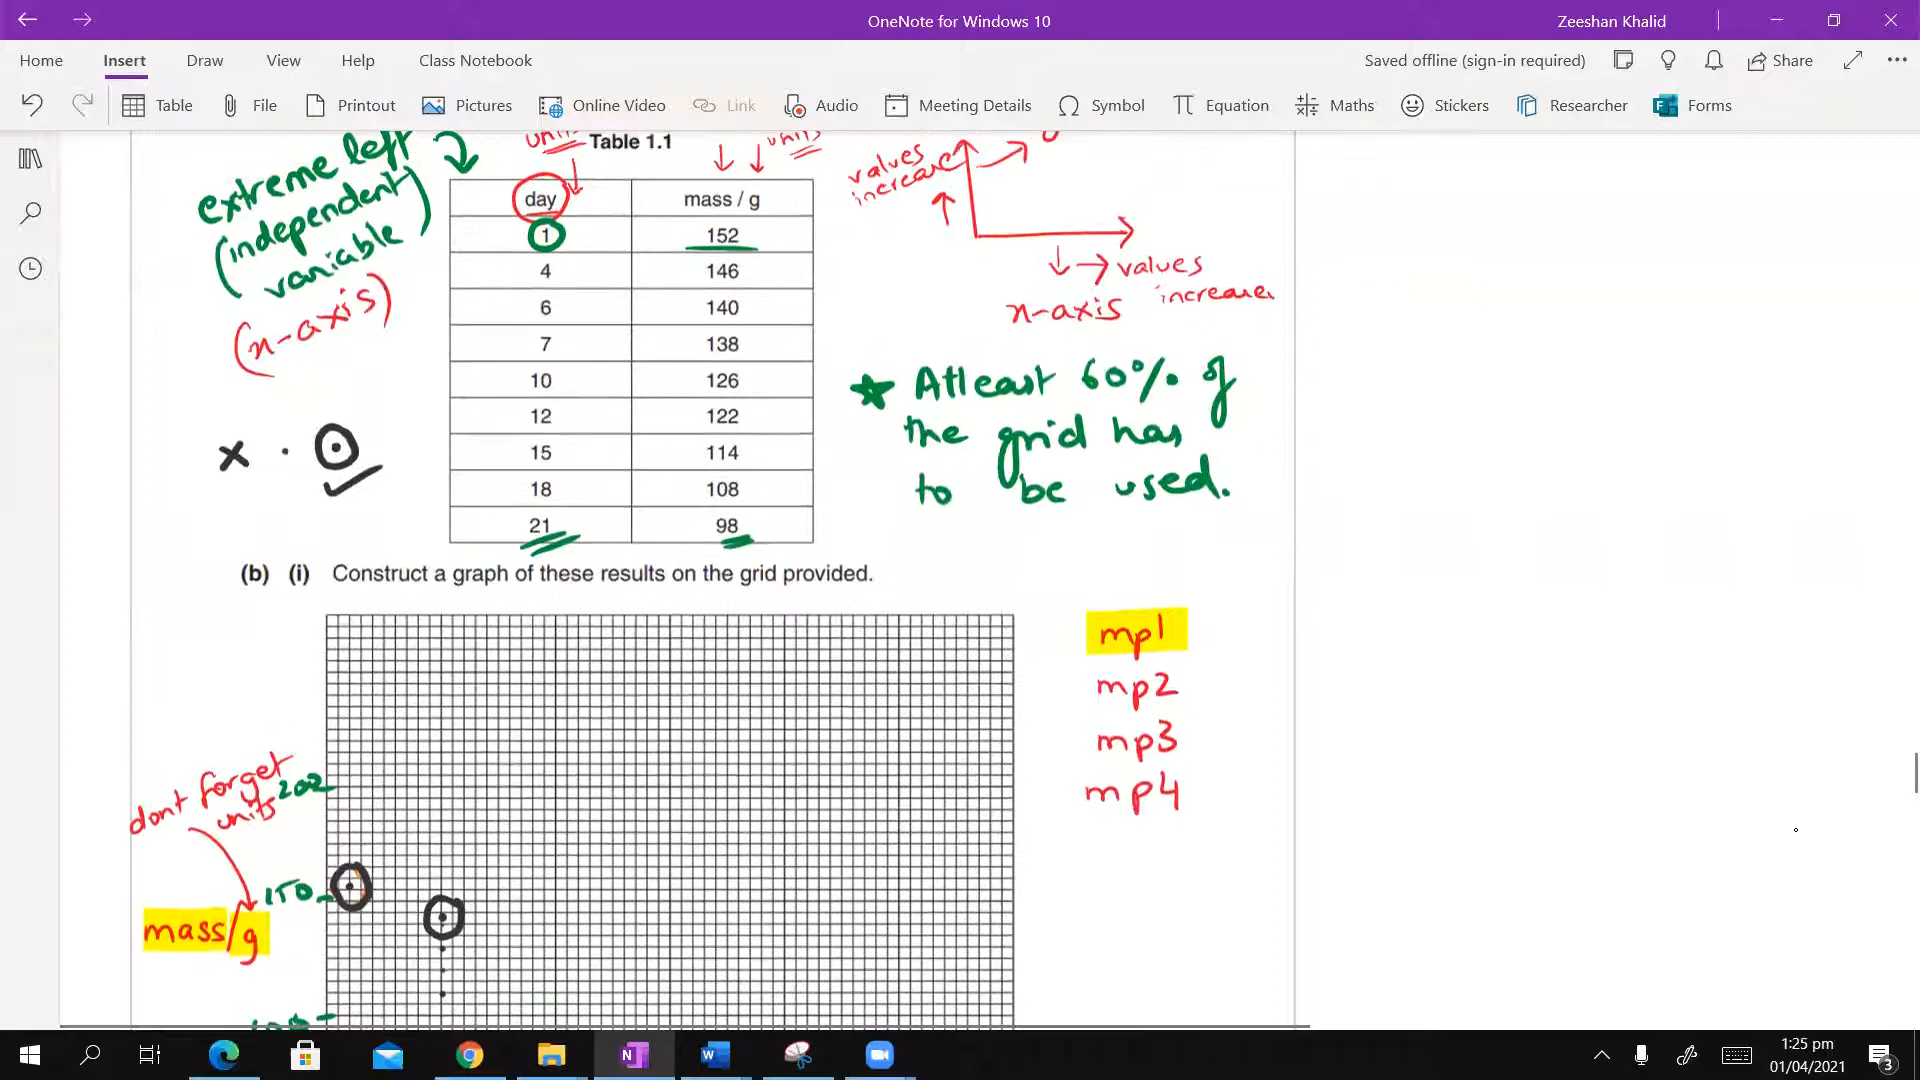 OneNote for Windows 10
Zeeshan Khalid
Home Insert Draw View Help Class Notebook
Saved offline (sign-in required) Share
Table File Printout Pictures Online Video Link Audio Meeting Details Symbol Equation Maths Stickers Researcher Forms
units
Table 1.1
units
extreme left
(independent
variable)
(x-axis)
values
increase
values
increases
x-axis
day mass / g
1 152
4 146
6 140
7 138
10 126
12 122
15 114
18 108
21 98
★ Atleast 60% of
the grid has
to be used.
x . ⊙
(b) (i) Construct a graph of these results on the grid provided.
mp1
mp2
mp3
mp4
dont forget
units
150
mass/g
1:25 pm
01/04/2021
3